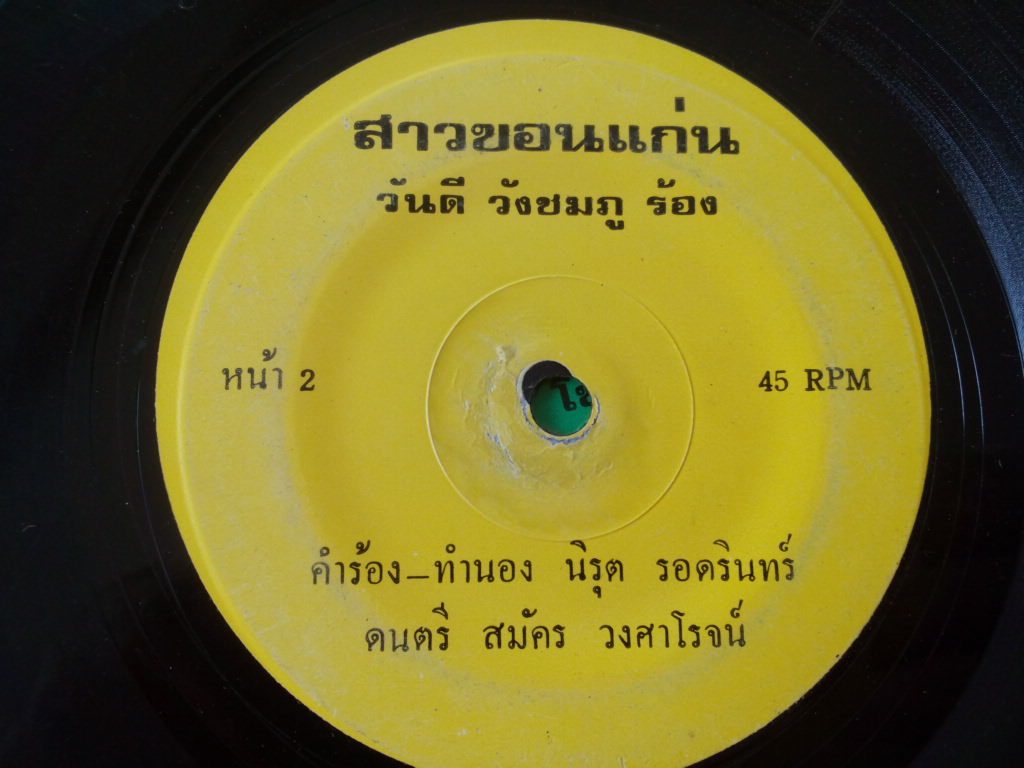 สาวขอนแก่น
วันดี วังชมภู ร้อง
หน้า 2
45 RPM
คำร้อง-ทำนอง นิรุต รอดรินทร์
ดนตรี สมัคร วงศาโรจน์